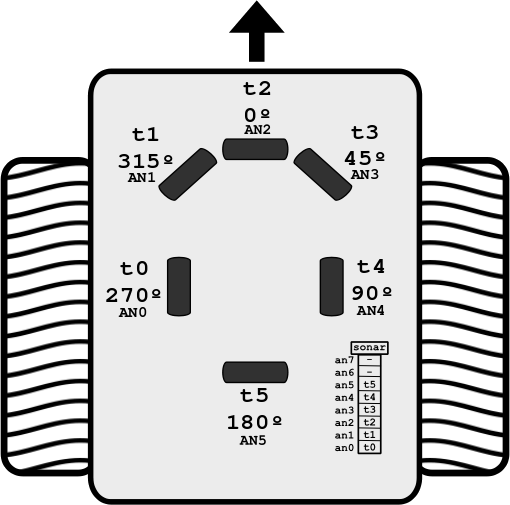 t2
0º
AN2
t1
315º
AN1
t3
45º
AN3
t0
270º
AN0
t4
90º
AN4
t5
180º
AN5
sonar
an7 -
an6 -
an5 t5
an4 t4
an3 t3
an2 t2
an1 t1
an0 t0